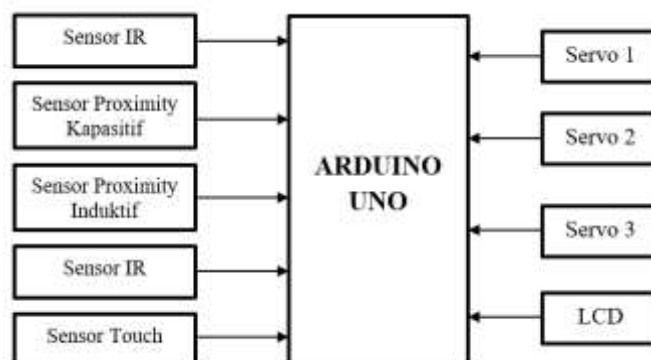 Sensor IR
Sensor Proximity
Kapasitif
Sensor Proximity
Induktif
Sensor IR
Sensor Touch
ARDUINO
UNO
Servo 1
Servo 2
Servo 3
LCD